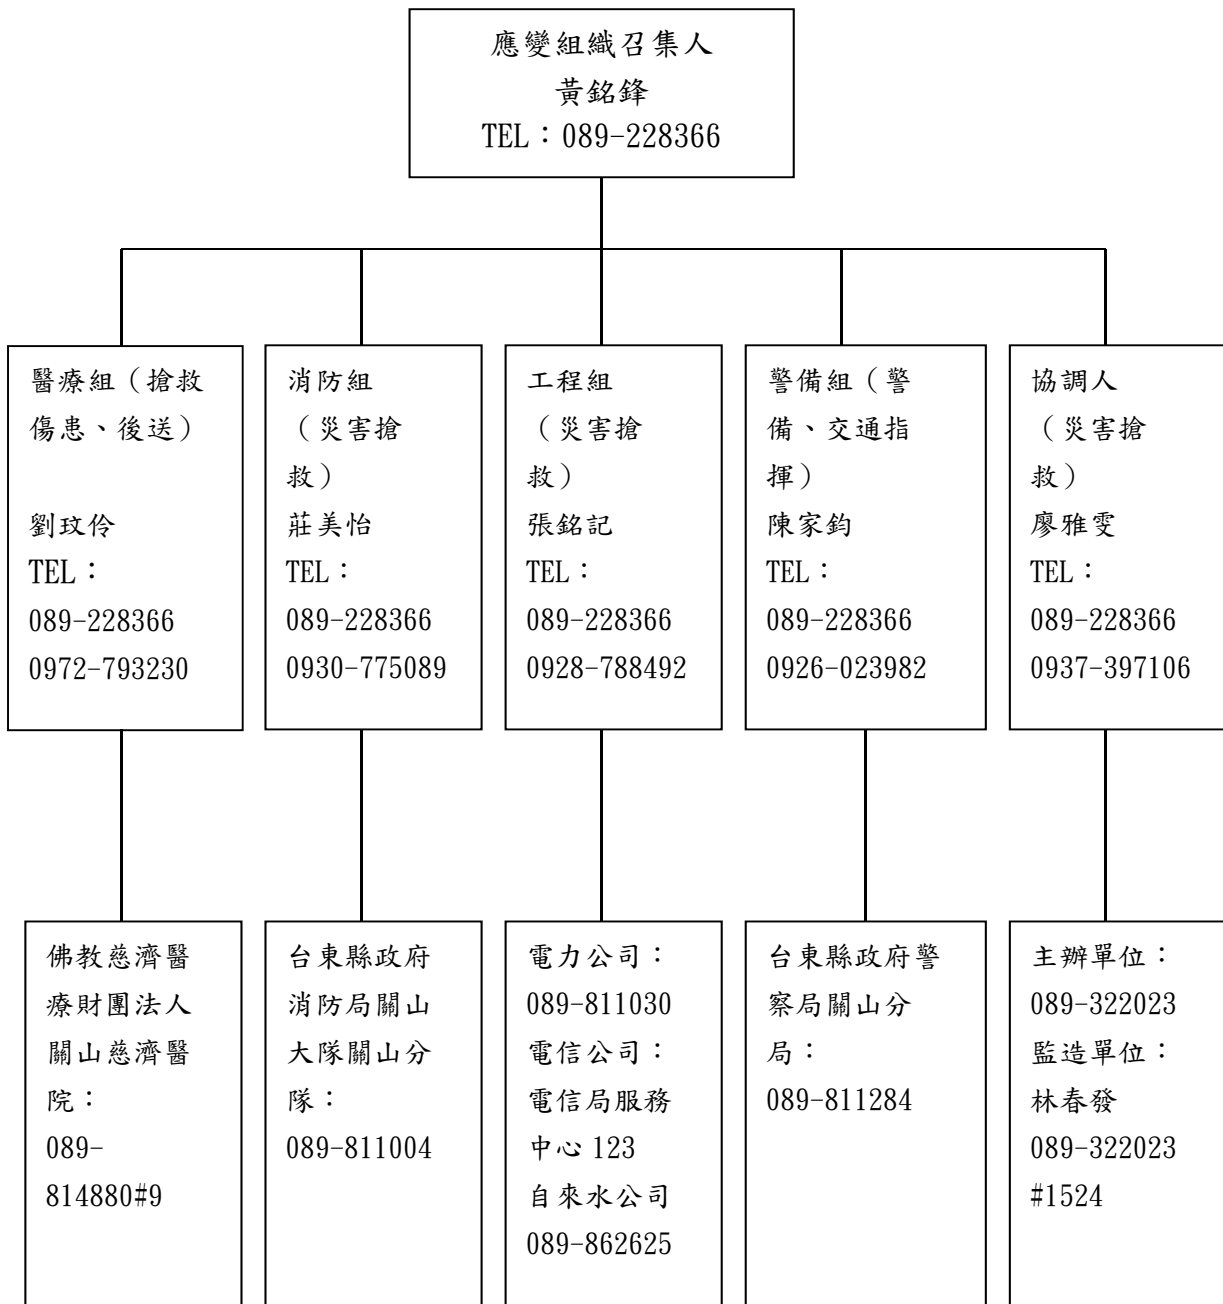 應變組織召集人
黃銘鋒
TEL：089-228366
醫療組（搶救
傷患、後送）
劉玟伶
TEL：
089-228366
0972-793230
消防組
（災害搶
救）
莊美怡
TEL：
089-228366
0930-775089
工程組
（災害搶
救）
張銘記
TEL：
089-228366
0928-788492
警備組（警
備、交通指
揮）
陳家鈞
TEL：
089-228366
0926-023982
協調人
（災害搶
救）
廖雅雯
TEL：
089-228366
0937-397106
佛教慈濟醫
療財團法人
關山慈濟醫
院：
089-
814880#9
台東縣政府
消防局關山
大隊關山分
隊：
089-811004
電力公司：
089-811030
電信公司：
電信局服務
中心 123
自來水公司
089-862625
台東縣政府警
察局關山分
局：
089-811284
主辦單位：
089-322023
監造單位：
林春發
089-322023
#1524